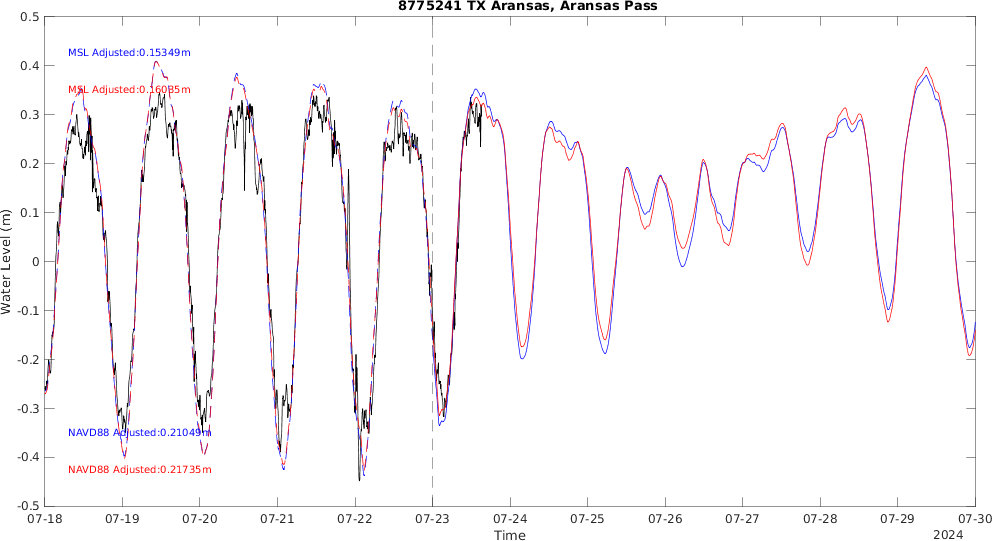 8775241 TX Aransas, Aransas Pass
0.5
0.4
0.3
0.2
0.1
0
-0.1
-0.2
-0.3
-0.4
-0.5
Water Level (m)
MSL Adjusted:0.15349m
MSL Adjusted:0.16035m
NAVD88 Adjusted:0.21049m
NAVD88 Adjusted:0.21735m
07-18 07-19 07-20 07-21 07-22 07-23 07-24 07-25 07-26 07-27 07-28 07-29 07-30
Time
2024